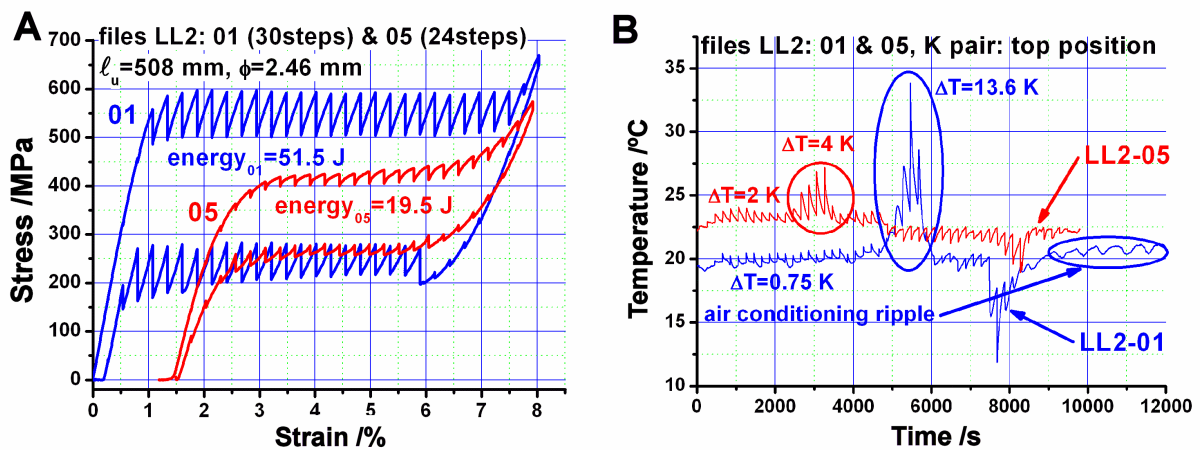 A
files LL2: 01 (30steps) & 05 (24steps)
ℓu=508 mm, ϕ=2.46 mm
700
600
500
400
300
200
100
0
Stress /MPa
01
energy01=51.5 J
05
energy05=19.5 J
0 1 2 3 4 5 6 7 8
Strain /%
B
files LL2: 01 & 05, K pair: top position
35
30
25
20
15
10
Temperature /ºC
ΔT=13.6 K
ΔT=4 K
LL2-05
ΔT=2 K
ΔT=0.75 K
air conditioning ripple
LL2-01
0 2000 4000 6000 8000 10000 12000
Time /s